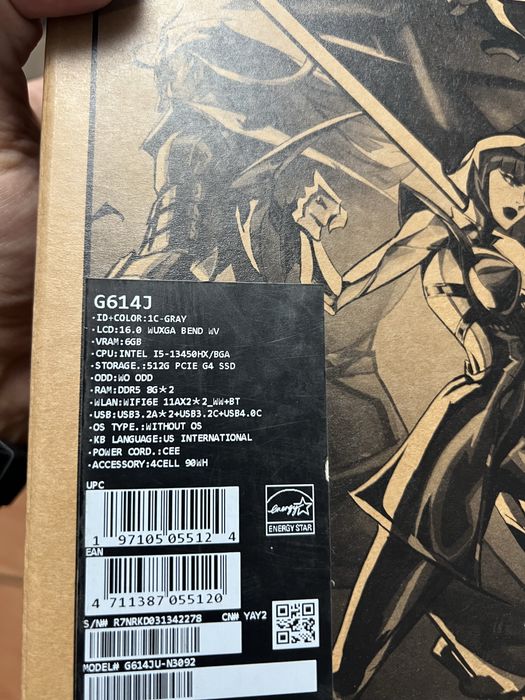 G614J
·ID+COLOR:1C-GRAY
·LCD:16.0 WUXGA BEND WV
·VRAM:6GB
·CPU:INTEL I5-13450HX/BGA
·STORAGE.:512G PCIE G4 SSD
·ODD:WO ODD
·RAM:DDR5 8G*2
·WLAN:WIFI6E 11AX2*2_WW+BT
·USB:USB3.2A*2+USB3.2C+USB4.0C
·OS TYPE.:WITHOUT OS
·KB LANGUAGE:US INTERNATIONAL
·POWER CORD.:CEE
·ACCESSORY:4CELL 90WH
UPC
1 97105 05512 4
energy
ENERGY STAR
EAN
4 711387 055120
S/N# R7NRKD031342278 CN# YAY2
MODEL# G614JU-N3092